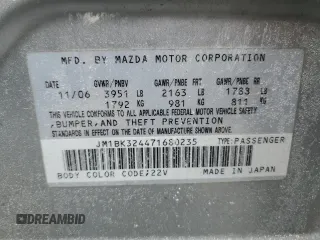 MFD. BY MAZDA MOTOR CORPORATION
GVWR/PNBV GAWR/PNBE FR GAWR/PNBE RR
11/06 3951 LB 2163 LB 1783 LB
1792 KG 981 KG 811 KG
THIS VEHICLE CONFORMS TO ALL APPLICABLE
FEDERAL MOTOR VEHICLE SAFETY
BUMPER, AND THEFT PREVENTION
STANDARDS IN EFFECT ON THE DATE OF
MANUFACTURE SHOWN ABOVE.
JM1BK324471680235 TYPE:PASSENGER
BODY COLOR CODE:22V MADE IN JAPAN
DREAMBID